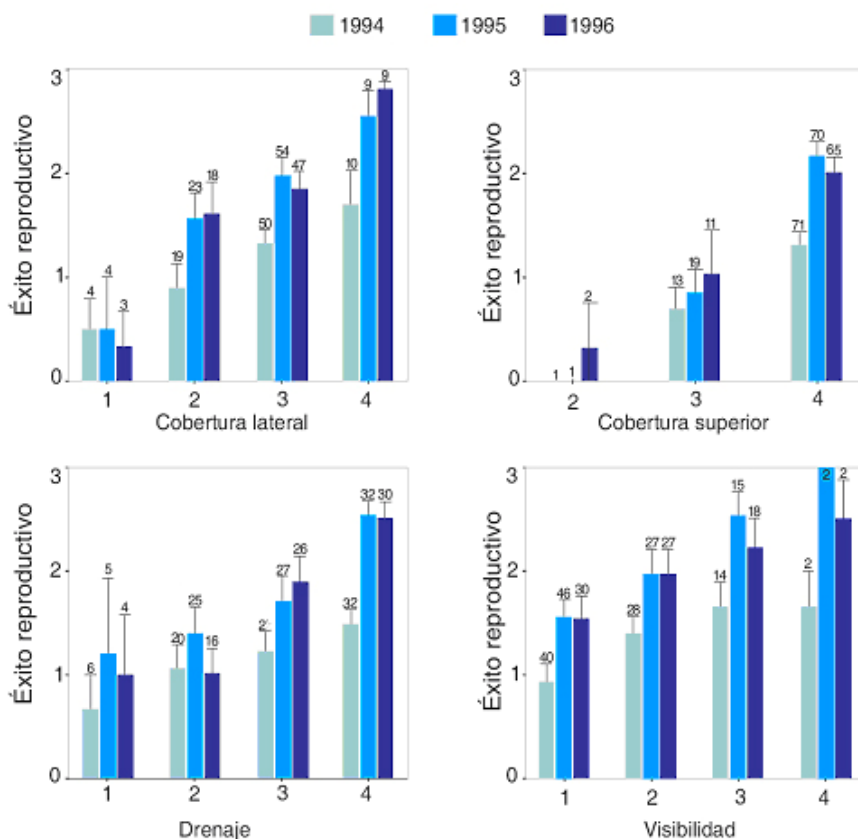 1994 1995 1996
3
2
1
0
Éxito reproductivo
4 4 3
19 23 18
50 54 47
10 9 9
1 2 3 4
Cobertura lateral
3
2
1
0
Éxito reproductivo
1 1 2
13 19 11
71 70 65
2 3 4
Cobertura superior
3
2
1
0
Éxito reproductivo
6 5 4
20 25 16
27 26
32 32 30
1 2 3 4
Drenaje
3
2
1
0
Éxito reproductivo
40 46 30
28 27 27
14 15 18
2 2 2
1 2 3 4
Visibilidad